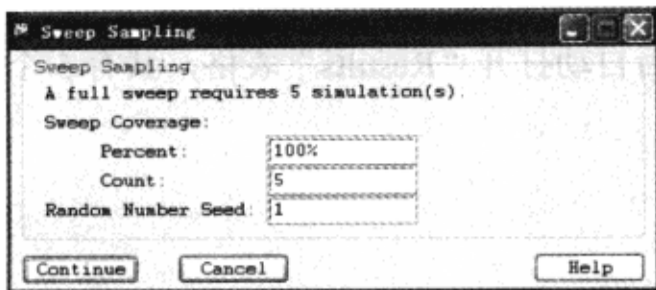 Sweep Sampling
Sweep Sampling
A full sweep requires 5 simulation(s).
Sweep Coverage:
Percent: 100%
Count: 5
Random Number Seed: 1
Continue Cancel Help